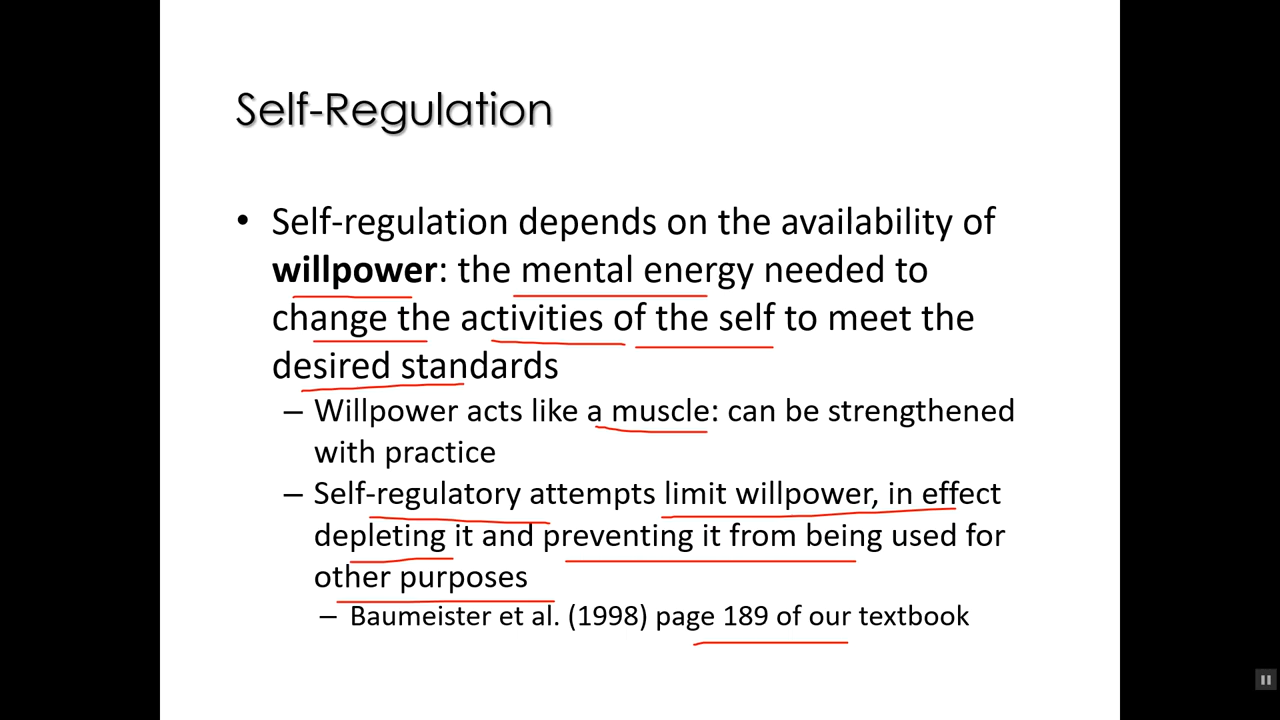 Self-Regulation
• Self-regulation depends on the availability of
willpower: the mental energy needed to
change the activities of the self to meet the
desired standards
– Willpower acts like a muscle: can be strengthened
with practice
– Self-regulatory attempts limit willpower, in effect
depleting it and preventing it from being used for
other purposes
– Baumeister et al. (1998) page 189 of our textbook